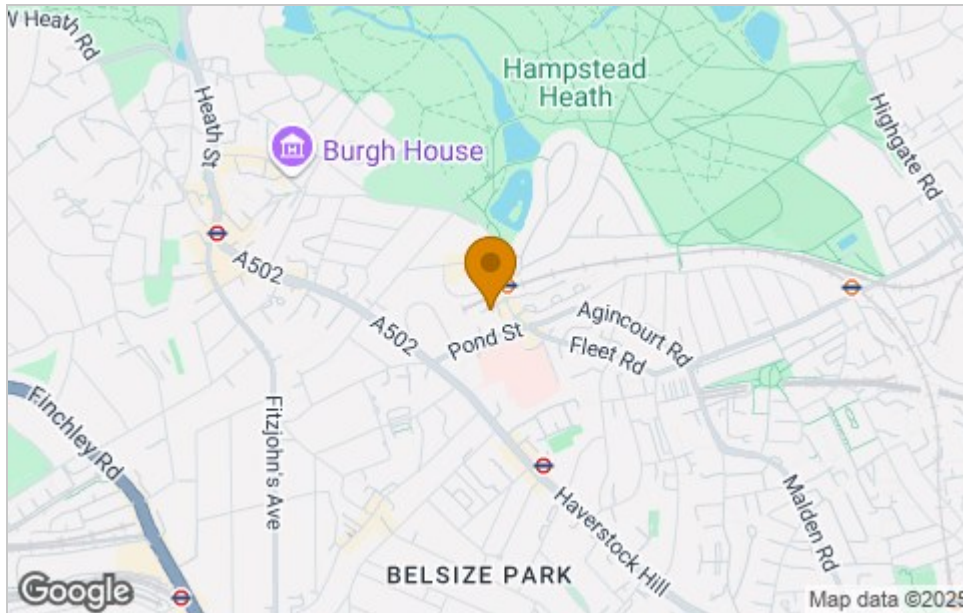 W Heath Rd
Heath St
Burgh House
Hampstead
Heath
Highgate Rd
A502
A502
Pond St
Agincourt Rd
Fleet Rd
Finchley Rd
Fitzjohn's Ave
Haverstock Hill
Malden Rd
BELSIZE PARK
Google
Map data ©2025